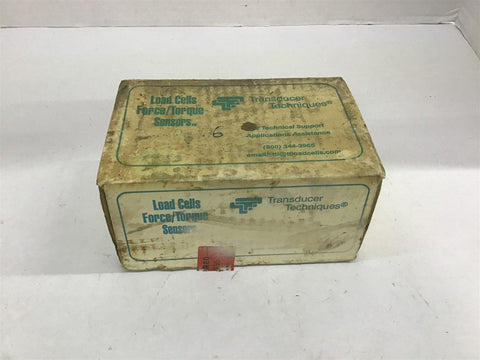 Load Cells
Force/Torque
Sensors
Transducer
Techniques®
6
Technical Support
Applications Assistance
(800) 344-3965
Load Cells
Force/Torque
Sensors
Transducer
Techniques®